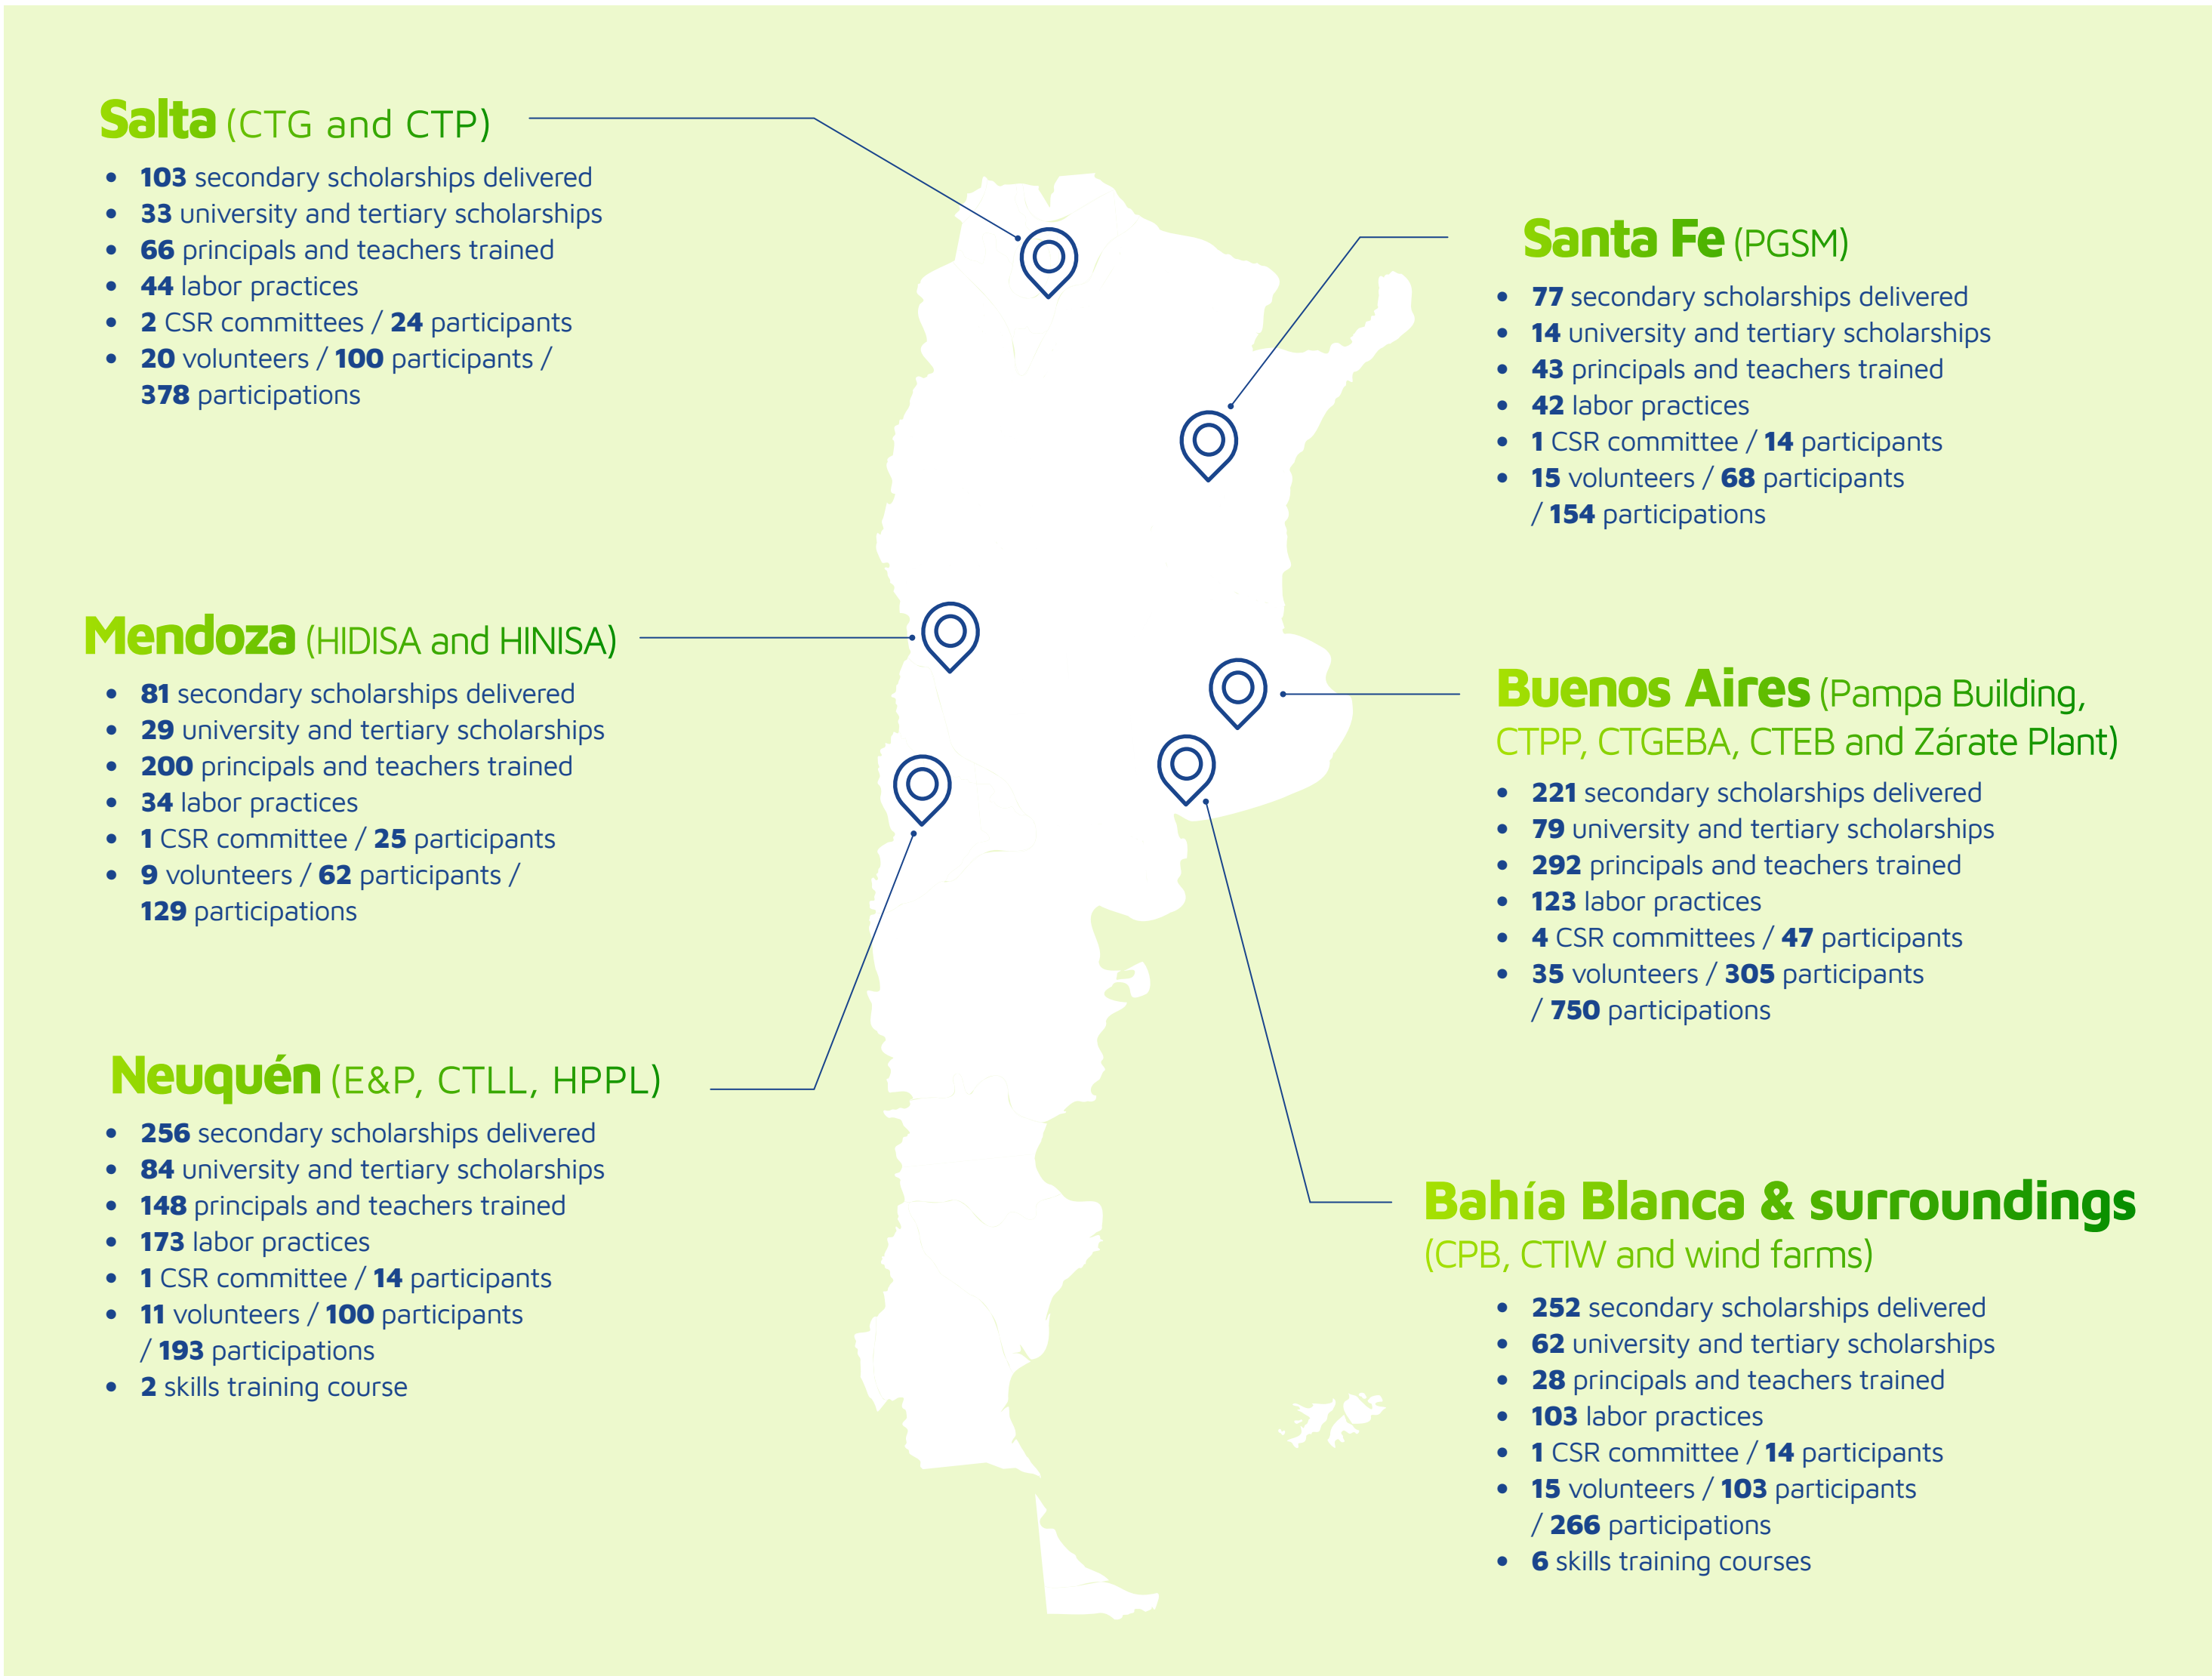 Salta (CTG and CTP)
• 103 secondary scholarships delivered
• 33 university and tertiary scholarships
• 66 principals and teachers trained
• 44 labor practices
• 2 CSR committees / 24 participants
• 20 volunteers / 100 participants /
378 participations
Mendoza (HIDISA and HINISA)
• 81 secondary scholarships delivered
• 29 university and tertiary scholarships
• 200 principals and teachers trained
• 34 labor practices
• 1 CSR committee / 25 participants
• 9 volunteers / 62 participants /
129 participations
Neuquén (E&P, CTLL, HPPL)
• 256 secondary scholarships delivered
• 84 university and tertiary scholarships
• 148 principals and teachers trained
• 173 labor practices
• 1 CSR committee / 14 participants
• 11 volunteers / 100 participants
/ 193 participations
• 2 skills training course
Santa Fe (PGSM)
• 77 secondary scholarships delivered
• 14 university and tertiary scholarships
• 43 principals and teachers trained
• 42 labor practices
• 1 CSR committee / 14 participants
• 15 volunteers / 68 participants
/ 154 participations
Buenos Aires (Pampa Building,
CTPP, CTGEBA, CTEB and Zárate Plant)
• 221 secondary scholarships delivered
• 79 university and tertiary scholarships
• 292 principals and teachers trained
• 123 labor practices
• 4 CSR committees / 47 participants
• 35 volunteers / 305 participants
/ 750 participations
Bahía Blanca & surroundings
(CPB, CTIW and wind farms)
• 252 secondary scholarships delivered
• 62 university and tertiary scholarships
• 28 principals and teachers trained
• 103 labor practices
• 1 CSR committee / 14 participants
• 15 volunteers / 103 participants
/ 266 participations
• 6 skills training courses